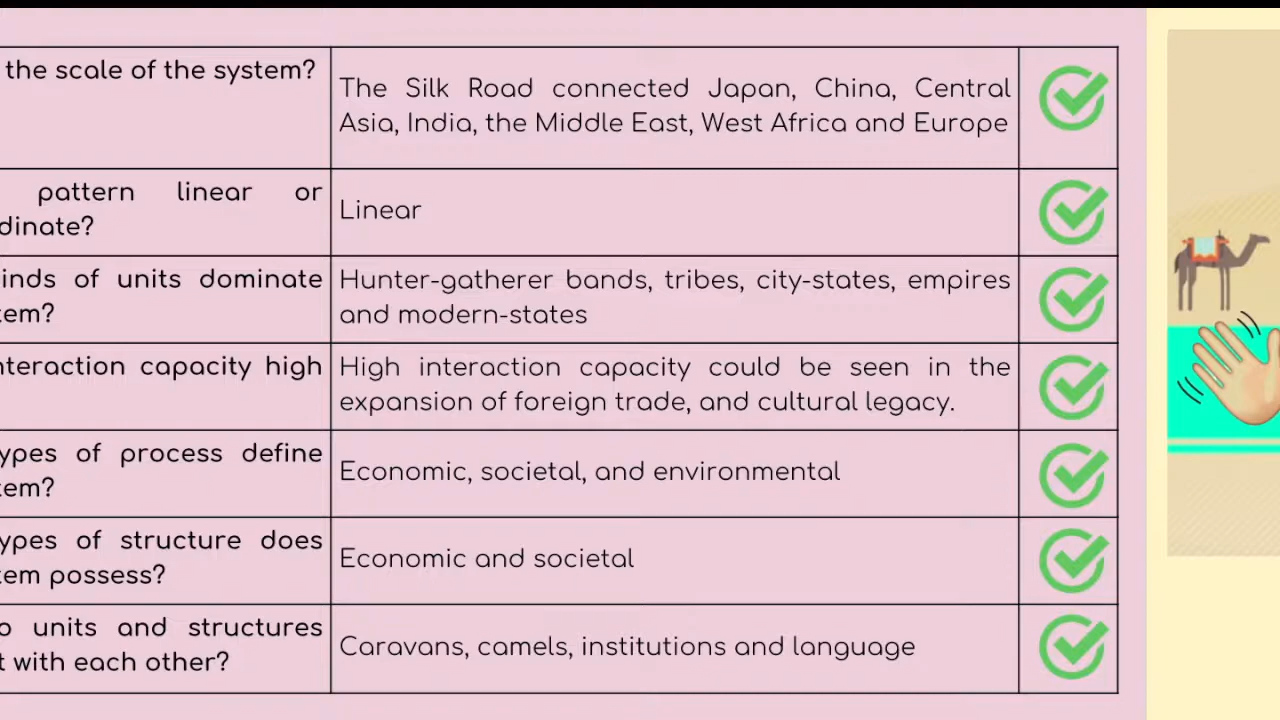 the scale of the system?
The Silk Road connected Japan, China, Central
Asia, India, the Middle East, West Africa and Europe
pattern linear or
dinate?
Linear
inds of units dominate
tem?
Hunter-gatherer bands, tribes, city-states, empires
and modern-states
nteraction capacity high
High interaction capacity could be seen in the
expansion of foreign trade, and cultural legacy.
ypes of process define
tem?
Economic, societal, and environmental
ypes of structure does
tem possess?
Economic and societal
o units and structures
t with each other?
Caravans, camels, institutions and language